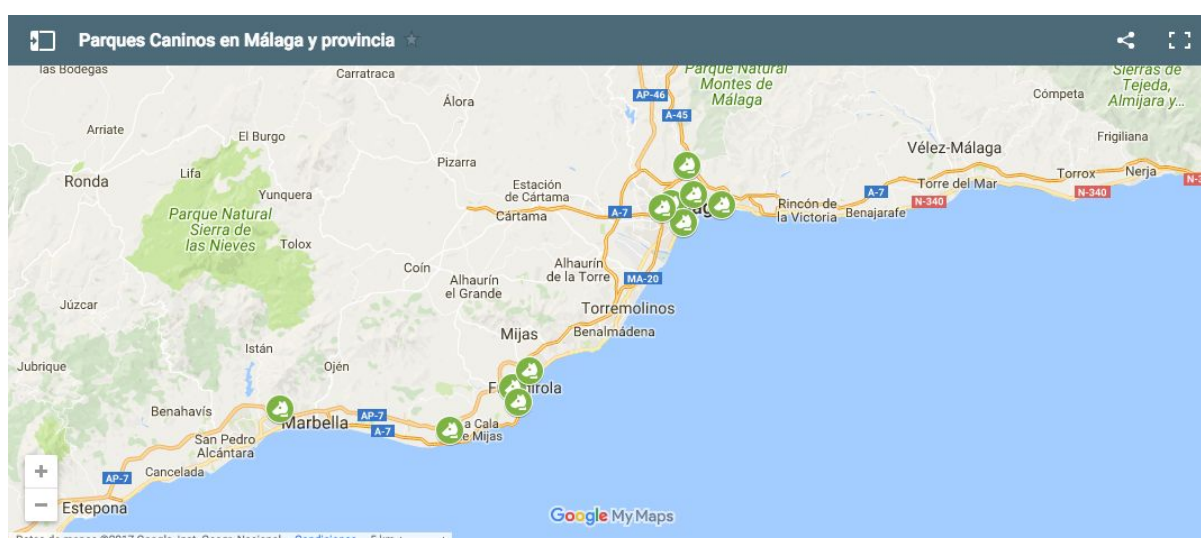 Parques Caninos en Málaga y provincia
las Bodegas
Carratraca
Parque Natural
Montes de
Málaga
Sierras de
Tejeda,
Almijara y...
AP-46
Álora
Cómpeta
A-45
Arriate
El Burgo
Frigiliana
Vélez-Málaga
Pizarra
Ronda
Lifa
Torrox
Nerja
Estación
de Cártama
Torre del Mar
A-7
N-340
Yunquera
Rincón de
la Victoria
N-340
Parque Natural
Sierra de
las Nieves
Cártama
A-7
Benajarafe
Tolox
Coín
Alhaurín
de la Torre
Alhaurín
el Grande
MA-20
Júzcar
Torremolinos
Mijas
Benalmádena
Istán
Jubrique
Ojén
Benahavís
Marbella
AP-7
A-7
San Pedro
Alcántara
Cancelada
AP-7
+
−
Estepona
Google My Maps
Condiciones
5 km